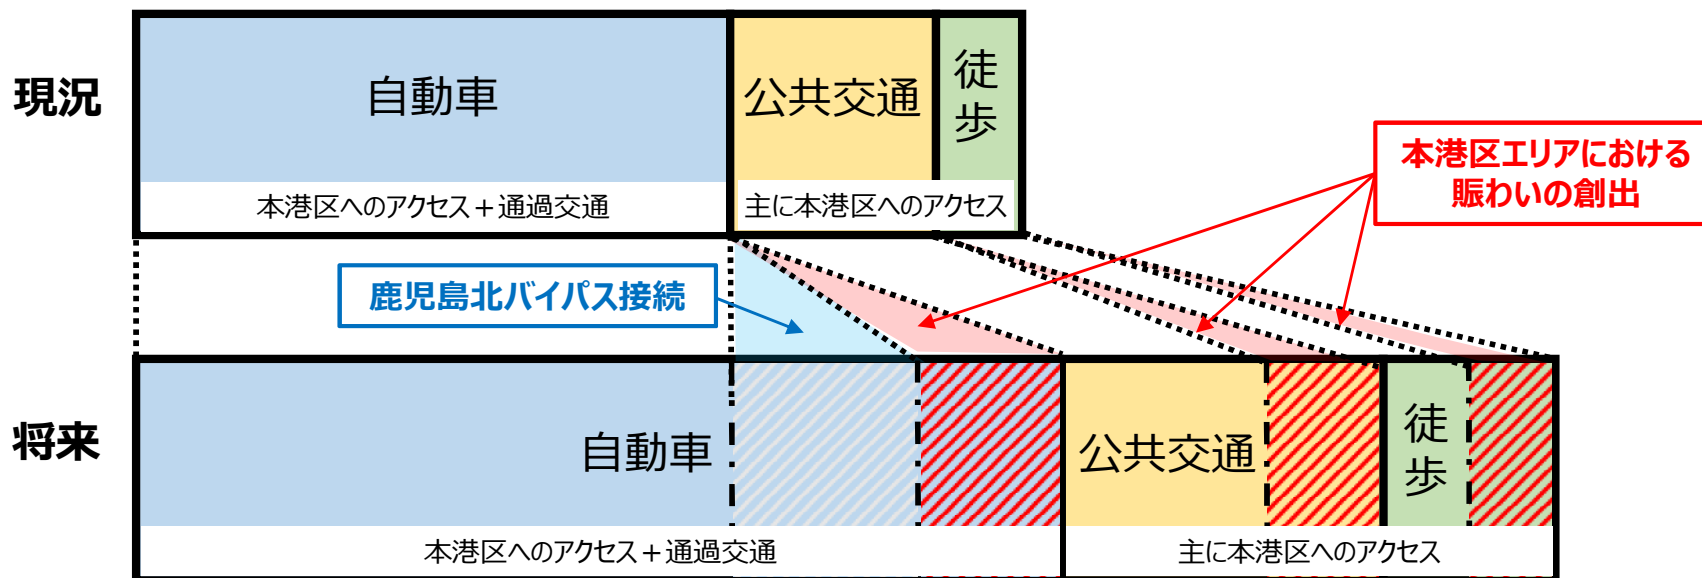 現況
自動車
公共交通
徒
歩
本港区へのアクセス＋通過交通
主に本港区へのアクセス
本港区エリアにおける
賑わいの創出
鹿児島北バイパス接続
将来
自動車
公共交通
徒
歩
本港区へのアクセス＋通過交通
主に本港区へのアクセス